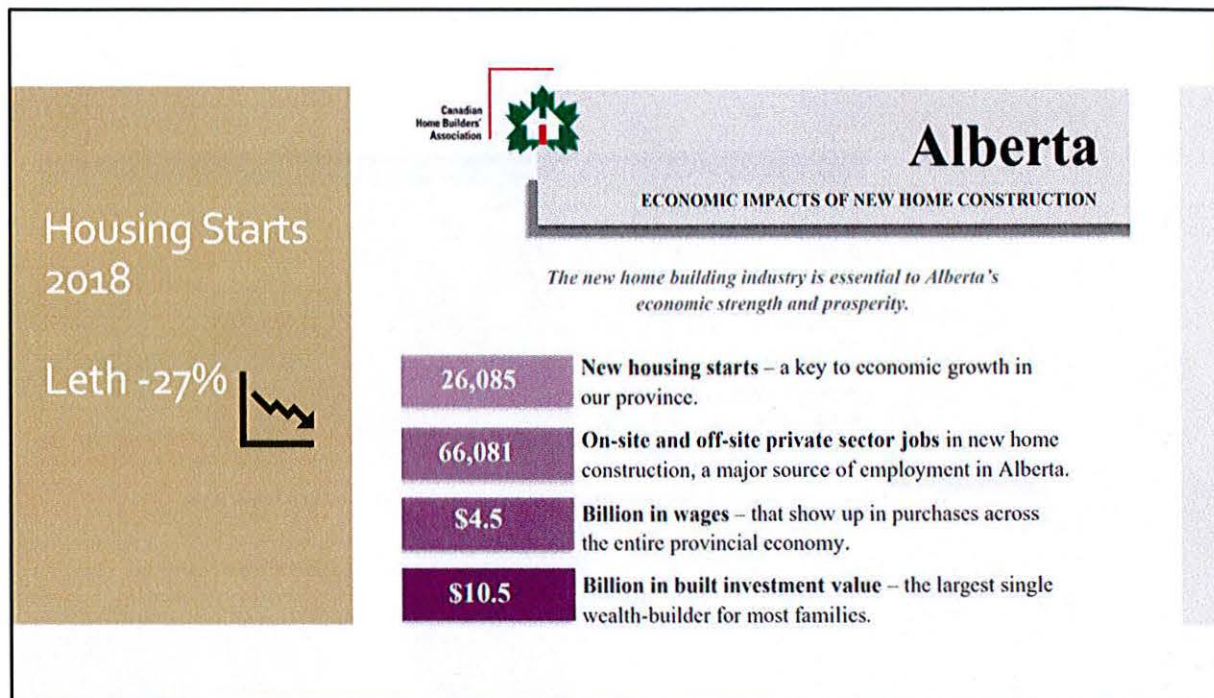 Housing Starts
2018
Leth -27%
Canadian
Home Builders'
Association
Alberta
ECONOMIC IMPACTS OF NEW HOME CONSTRUCTION
The new home building industry is essential to Alberta's
economic strength and prosperity.
26,085
New housing starts – a key to economic growth in
our province.
66,081
On-site and off-site private sector jobs in new home
construction, a major source of employment in Alberta.
$4.5
Billion in wages – that show up in purchases across
the entire provincial economy.
$10.5
Billion in built investment value – the largest single
wealth-builder for most families.